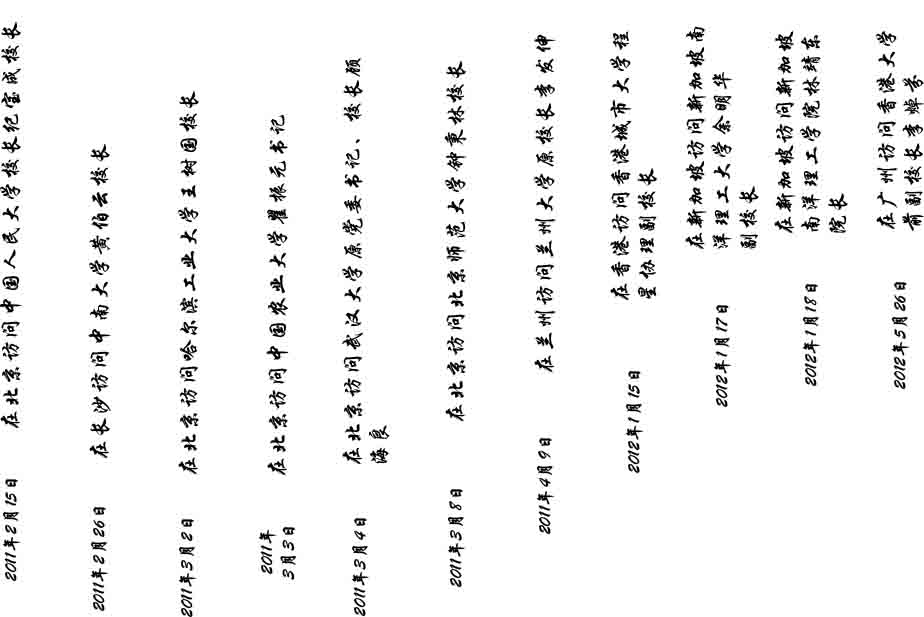 2011年2月15日
在北京访问中国人民大学校长纪宝成校长
2011年2月26日
在长沙访问中南大学黄伯云校长
2011年3月2日
在北京访问哈尔滨工业大学王树国校长
2011年
3月3日
在北京访问中国农业大学瞿振元书记
2011年3月4日
在北京访问武汉大学原党委书记、校长顾
海良
2011年3月8日
在北京访问北京师范大学钟秉林校长
2011年4月9日
在兰州访问兰州大学原校长李发伸
2012年1月15日
在香港访问香港城市大学程
星协理副校长
2012年1月17日
在新加坡访问新加坡南
洋理工大学余明华
副校长
2012年1月18日
在新加坡访问新加坡
南洋理工学院林靖东
院长
2012年5月26日
在广州访问香港大学
前副校长李焯芬